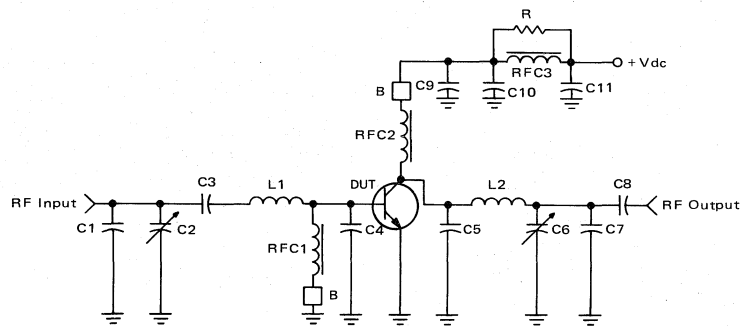 R
+Vdc
RFC3
B
C9
C10
C11
RFC2
C3
L1
DUT
L2
C8
RF Input
RF Output
C1
C2
RFC1
C4
C5
C6
C7
B